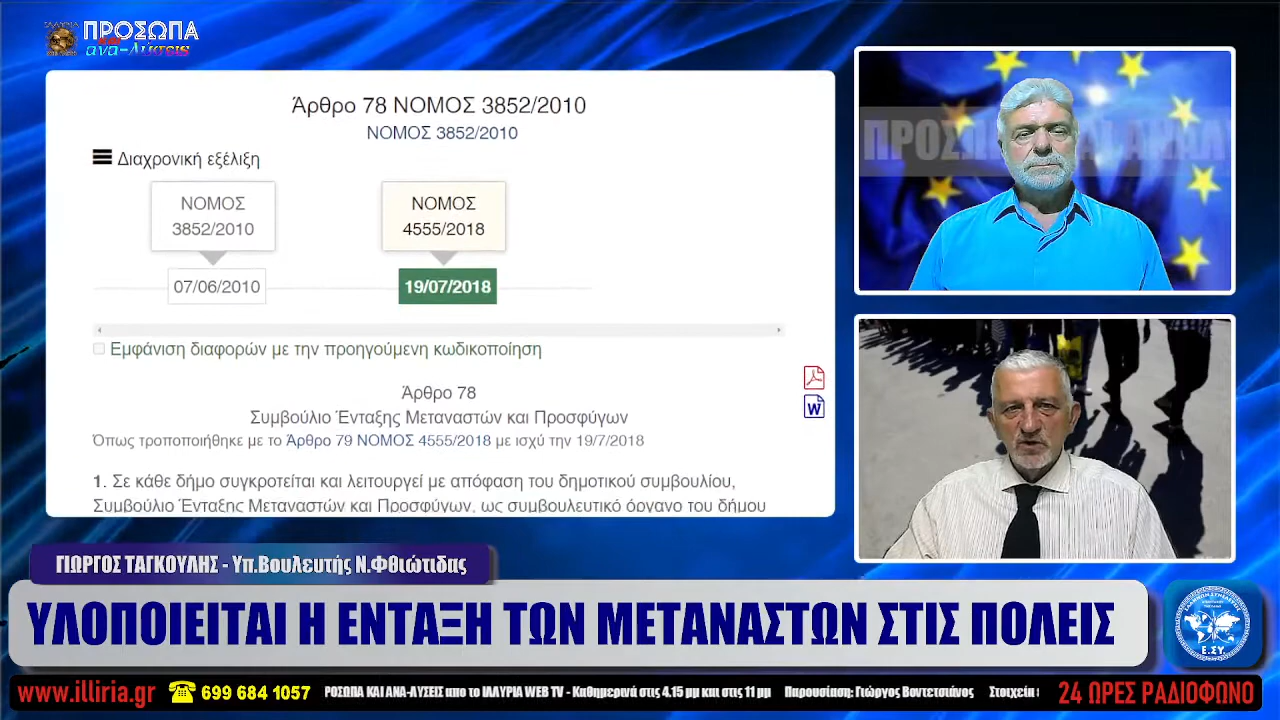 ΠΡΟΣΩΠΑ
και
ανα-λύσεις
Άρθρο 78 ΝΟΜΟΣ 3852/2010
ΝΟΜΟΣ 3852/2010
Διαχρονική εξέλιξη
ΝΟΜΟΣ
3852/2010
ΝΟΜΟΣ
4555/2018
07/06/2010
19/07/2018
Εμφάνιση διαφορών με την προηγούμενη κωδικοποίηση
Άρθρο 78
Συμβούλιο Ένταξης Μεταναστών και Προσφύγων
Όπως τροποποιήθηκε με το Άρθρο 79 ΝΟΜΟΣ 4555/2018 με ισχύ την 19/7/2018
1. Σε κάθε δήμο συγκροτείται και λειτουργεί με απόφαση του δημοτικού συμβουλίου,
Συμβούλιο Ένταξης Μεταναστών και Προσφύγων, ως συμβουλευτικό όργανο του δήμου
W
ΓΙΩΡΓΟΣ ΤΑΓΚΟΥΛΗΣ - Υπ.Βουλευτής Ν.Φθιώτιδας
ΥΛΟΠΟΙΕΙΤΑΙ Η ΕΝΤΑΞΗ ΤΩΝ ΜΕΤΑΝΑΣΤΩΝ ΣΤΙΣ ΠΟΛΕΙΣ
Ε.ΣΥ.
www.illiria.gr 699 684 1057 ΡΟΣΩΠΑ ΚΑΙ ΑΝΑ-ΛΥΣΕΙΣ απο το ΙΛΛΥΡΙΑ WEB TV - Καθημερινά στις 4.15 μμ και στις 11 μμ Παρουσίαση: Γιώργος Βοντετσιάνος Στοιχεία 24 ΩΡΕΣ ΡΑΔΙΟΦΩΝΟ